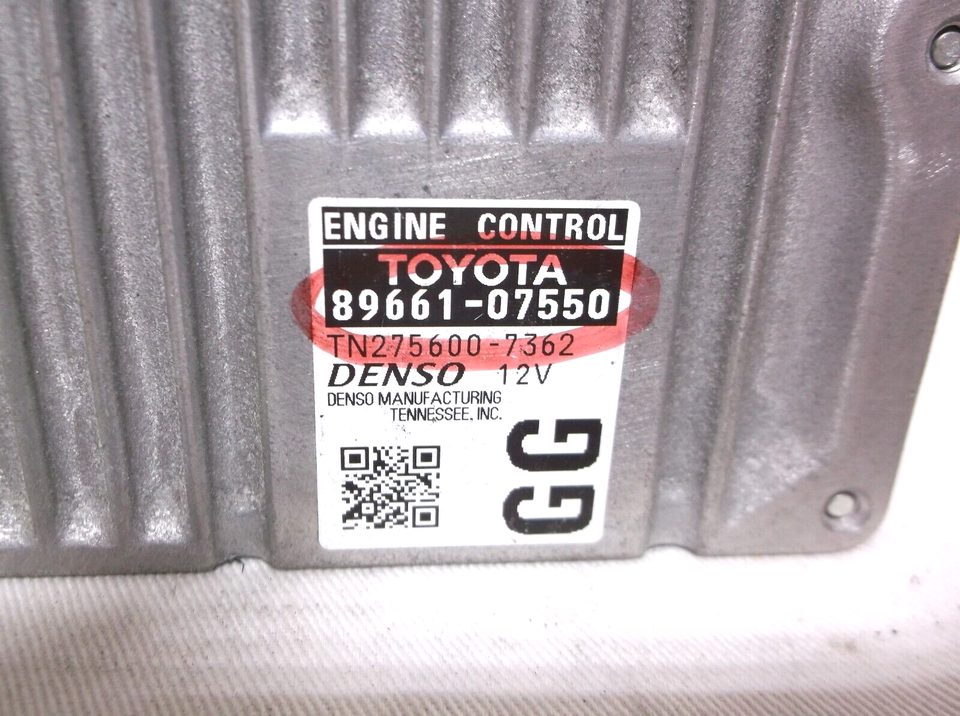 ENGINE CONTROL
TOYOTA
89661-07550
TN275600-7362
DENSO 12V
DENSO MANUFACTURING
TENNESSEE, INC.
GG